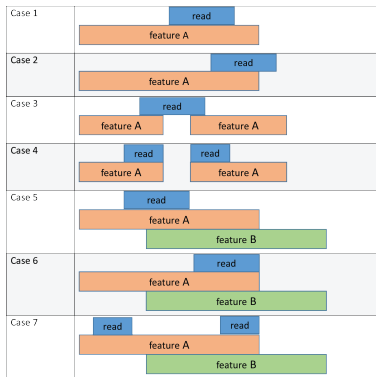 Case 1
read
feature A
Case 2
read
feature A
Case 3
read
feature A feature A
Case 4
read read
feature A feature A
Case 5
read
feature A
feature B
Case 6
read
feature A
feature B
Case 7
read read
feature A
feature B